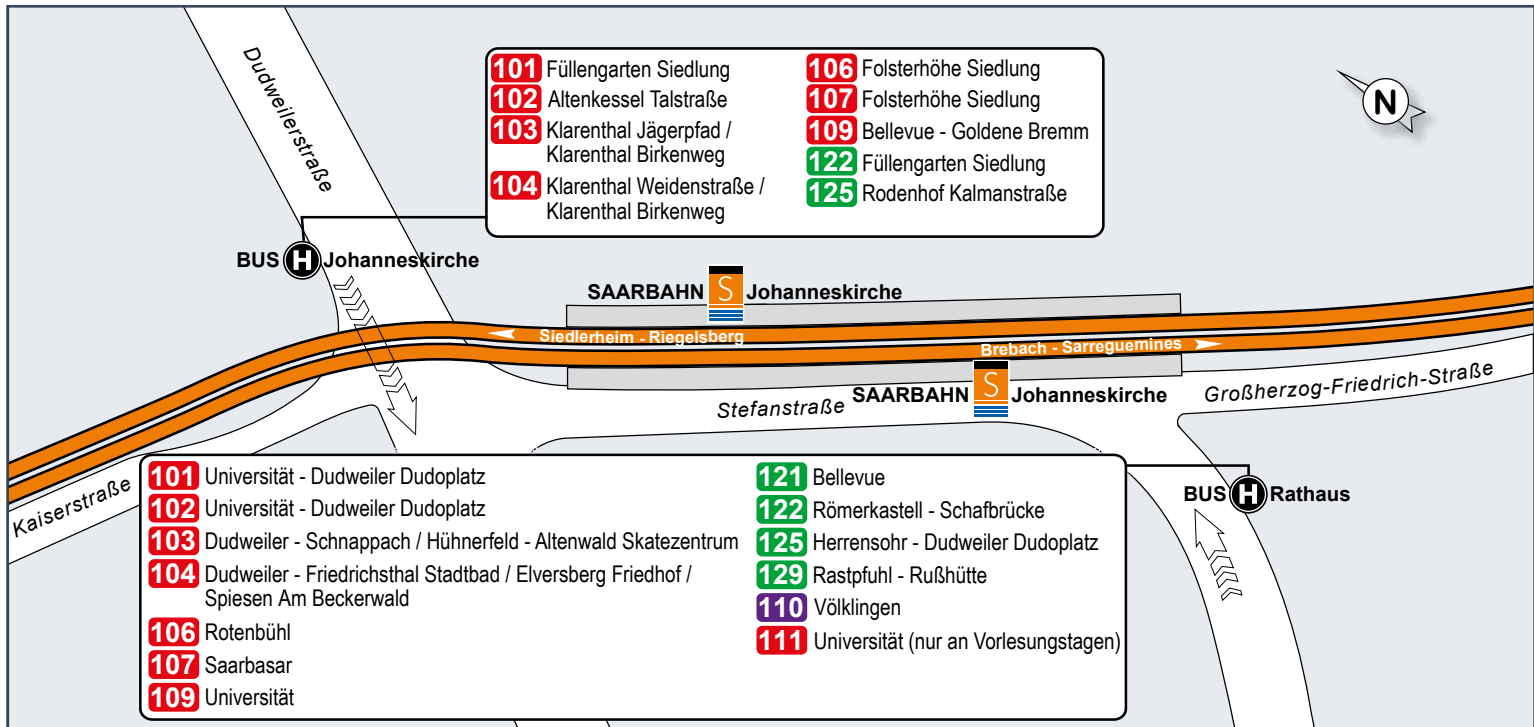 Dudweilerstraße
101 Füllengarten Siedlung
102 Altenkessel Talstraße
103 Klarenthal Jägerpfad /
Klarenthal Birkenweg
104 Klarenthal Weidenstraße /
Klarenthal Birkenweg
106 Folsterhöhe Siedlung
107 Folsterhöhe Siedlung
109 Bellevue - Goldene Bremm
122 Füllengarten Siedlung
125 Rodenhof Kalmanstraße
N
BUS H Johanneskirche
SAARBAHN S Johanneskirche
Siedlerheim - Riegelsberg
Brebach - Sarreguemines
SAARBAHN S Johanneskirche
Stefanstraße
Großherzog-Friedrich-Straße
Kaiserstraße
BUS H Rathaus
101 Universität - Dudweiler Dudoplatz
102 Universität - Dudweiler Dudoplatz
103 Dudweiler - Schnappach / Hühnerfeld - Altenwald Skatezentrum
104 Dudweiler - Friedrichsthal Stadtbad / Elversberg Friedhof /
Spiesen Am Beckerwald
106 Rotenbühl
107 Saarbasar
109 Universität
121 Bellevue
122 Römerkastell - Schafbrücke
125 Herrensohr - Dudweiler Dudoplatz
129 Rastpfuhl - Rußhütte
110 Völklingen
111 Universität (nur an Vorlesungstagen)